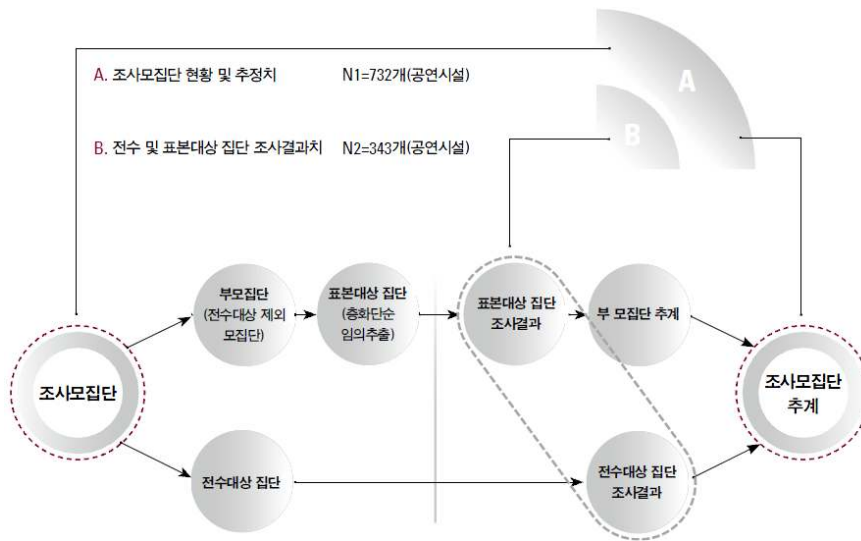 A
A. 조사모집단 현황 및 추정치 N1=732개(공연시설)
B
B. 전수 및 표본대상 집단 조사결과치 N2=343개(공연시설)
부모집단
(전수대상 제외
모집단)
표본대상 집단
(층화단순
임의추출)
표본대상 집단
조사결과
부 모집단 추계
조사모집단
조사모집단
추계
전수대상 집단
전수대상 집단
조사결과